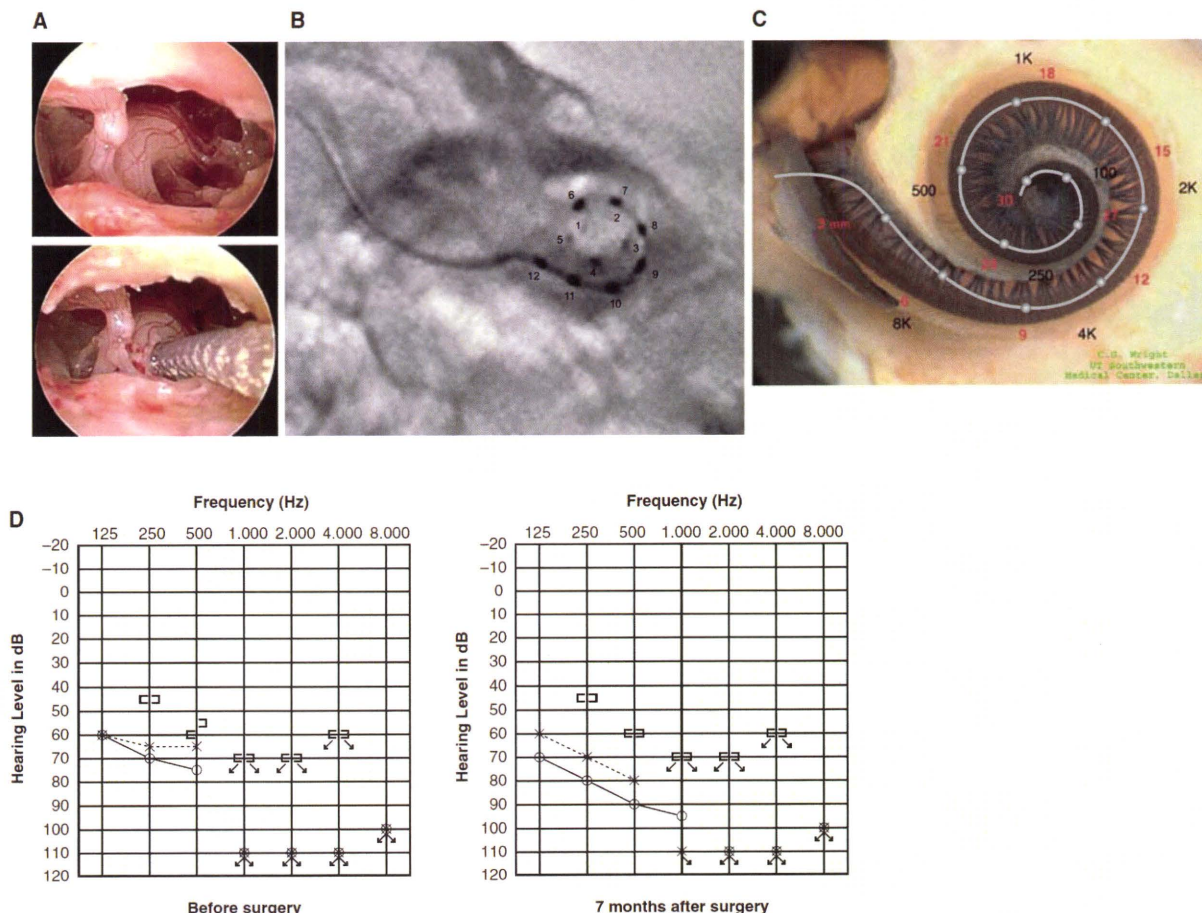 A
B
6
7
1
2
8
5
3
12
4
9
11
10
C
1K
18
21
15
100
500
2K
30
27
3 mm
250
12
6
8K
9
4K
C.G. Wright
UT Southwestern
Medical Center, Dallas
D
Frequency (Hz)
125 250 500 1.000 2.000 4.000 8.000
Hearing Level in dB
-20
-10
0
10
20
30
40
50
60
70
80
90
100
110
120
Before surgery
Frequency (Hz)
125 250 500 1.000 2.000 4.000 8.000
Hearing Level in dB
-20
-10
0
10
20
30
40
50
60
70
80
90
100
110
120
7 months after surgery